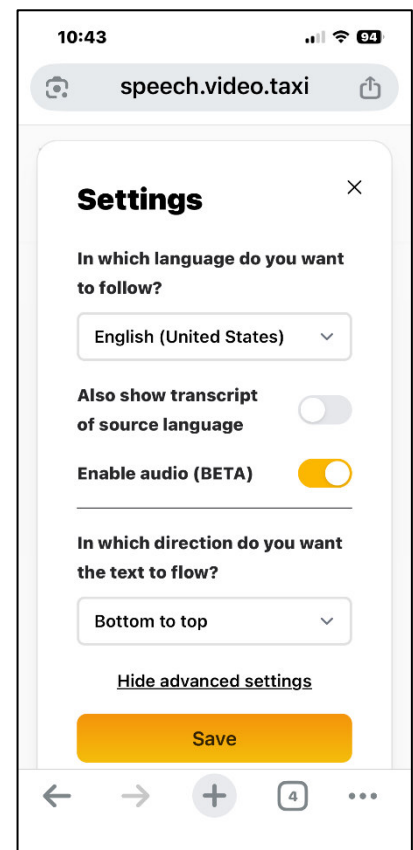 10:43
94
speech.video.taxi
Settings
In which language do you want
to follow?
English (United States)
Also show transcript
of source language
Enable audio (BETA)
In which direction do you want
the text to flow?
Bottom to top
Hide advanced settings
Save
4